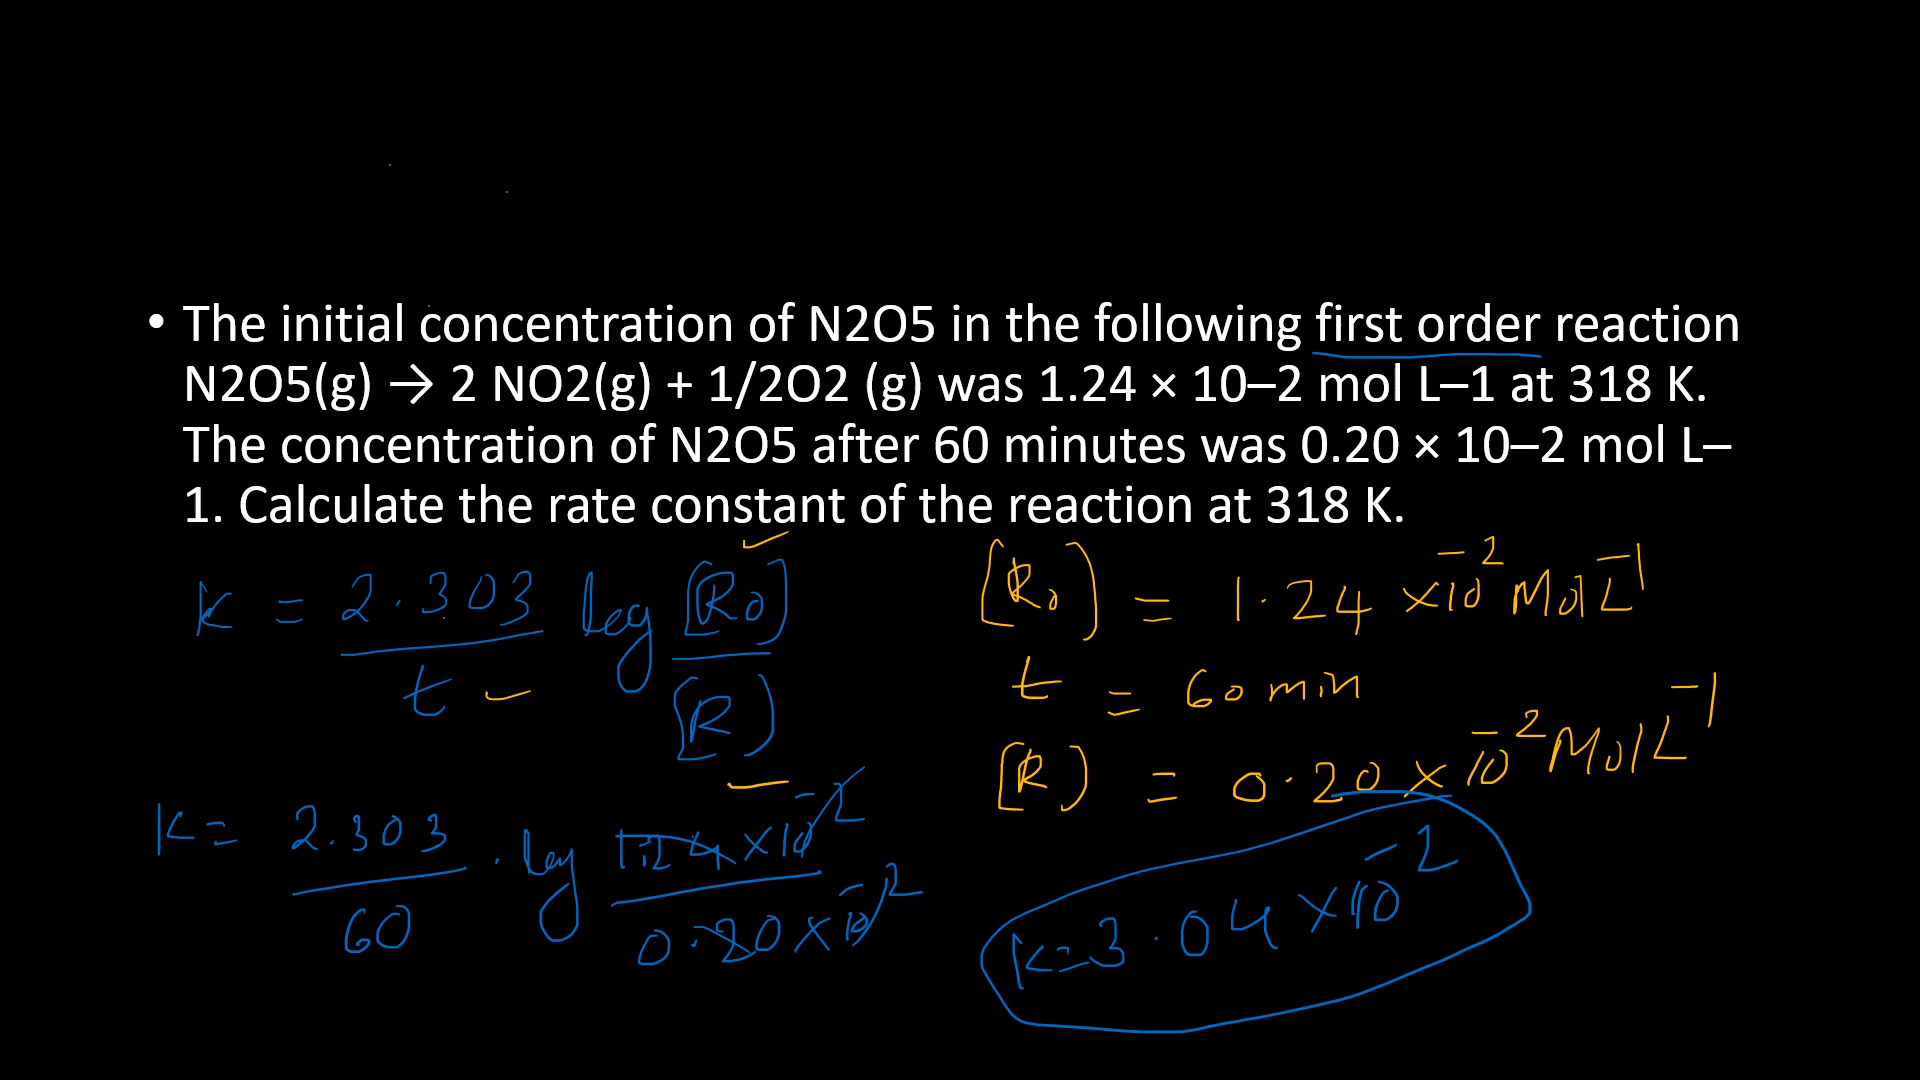 • The initial concentration of N2O5 in the following first order reaction
N2O5(g) → 2 NO2(g) + 1/2O2 (g) was 1.24 × 10–2 mol L–1 at 318 K.
The concentration of N2O5 after 60 minutes was 0.20 × 10–2 mol L–
1. Calculate the rate constant of the reaction at 318 K.
K = 2.303 / t log [R0] / [R]
[R0] = 1.24 × 10⁻² Mol L⁻¹
t = 60 min
[R] = 0.20 × 10⁻² Mol L⁻¹
K = 2.303 / 60 . log 1.24 × 10⁻² / 0.20 × 10⁻²
K = 3.04 × 10⁻²